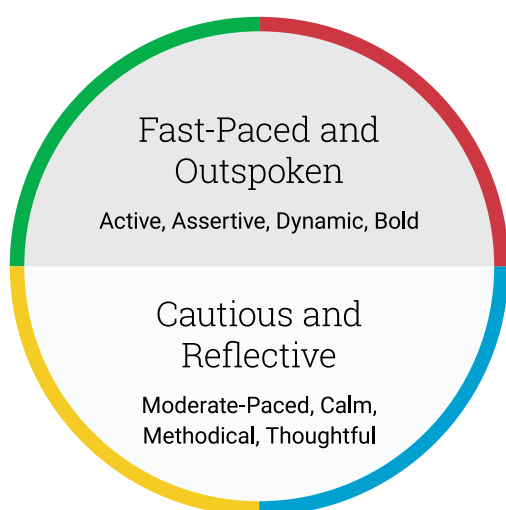 Fast-Paced and
Outspoken
Active, Assertive, Dynamic, Bold
Cautious and
Reflective
Moderate-Paced, Calm,
Methodical, Thoughtful